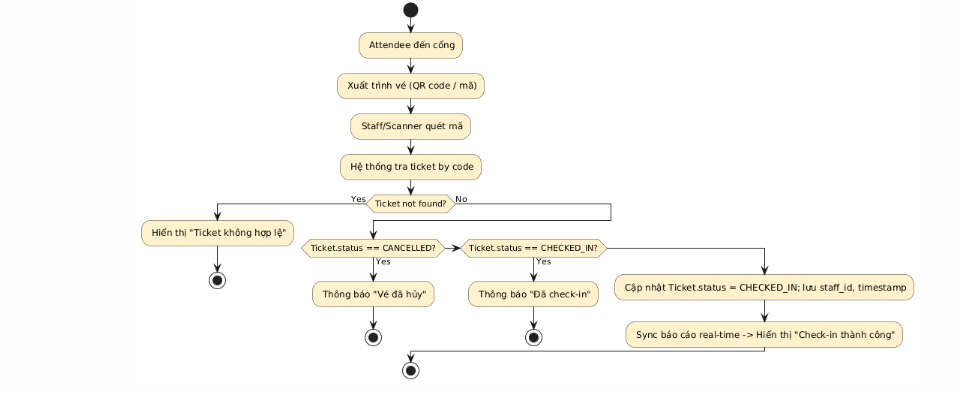 Attendee đến cổng
Xuất trình vé (QR code / mã)
Staff/Scanner quét mã
Hệ thống tra ticket by code
Yes
Ticket not found?
No
Hiển thị "Ticket không hợp lệ"
Ticket.status == CANCELLED?
Ticket.status == CHECKED_IN?
Yes
Yes
Thông báo "Vé đã hủy"
Thông báo "Đã check-in"
Cập nhật Ticket.status = CHECKED_IN; lưu staff_id, timestamp
Sync báo cáo real-time -> Hiển thị "Check-in thành công"